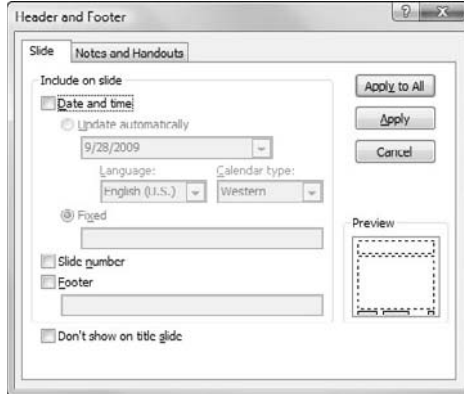 Header and Footer
Slide
Notes and Handouts
Include on slide
Date and time
Update automatically
9/28/2009
Language:
Calendar type:
English (U.S.)
Western
Fixed
Slide number
Footer
Don't show on title slide
Apply to All
Apply
Cancel
Preview